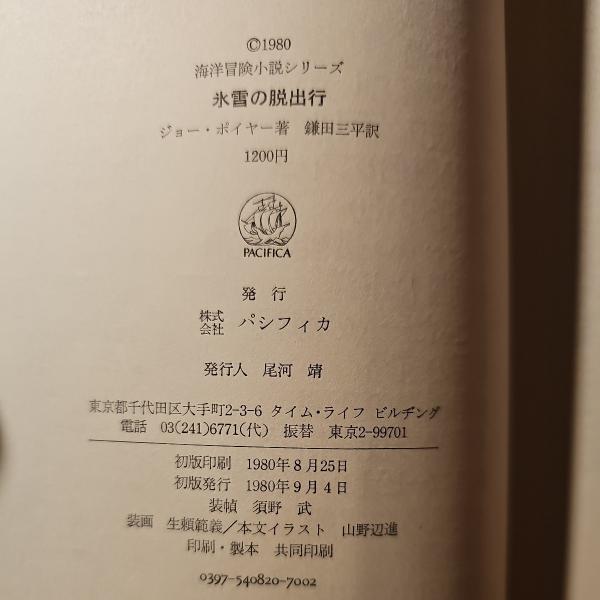 ©1980
海洋冒険小説シリーズ
氷雪の脱出行
ジョー・ポイヤー著 鎌田三平訳
1200円
PACIFICA
発 行
株式会社 パシフィカ
発行人 尾河 靖
東京都千代田区大手町2-3-6 タイム・ライフ ビルヂング
電話 03(241)6771(代) 振替 東京2-99701
初版印刷 1980年8月25日
初版発行 1980年9月4日
装幀 須野 武
装画 生頼範義/本文イラスト 山野辺進
印刷・製本 共同印刷
0397-540820-7002